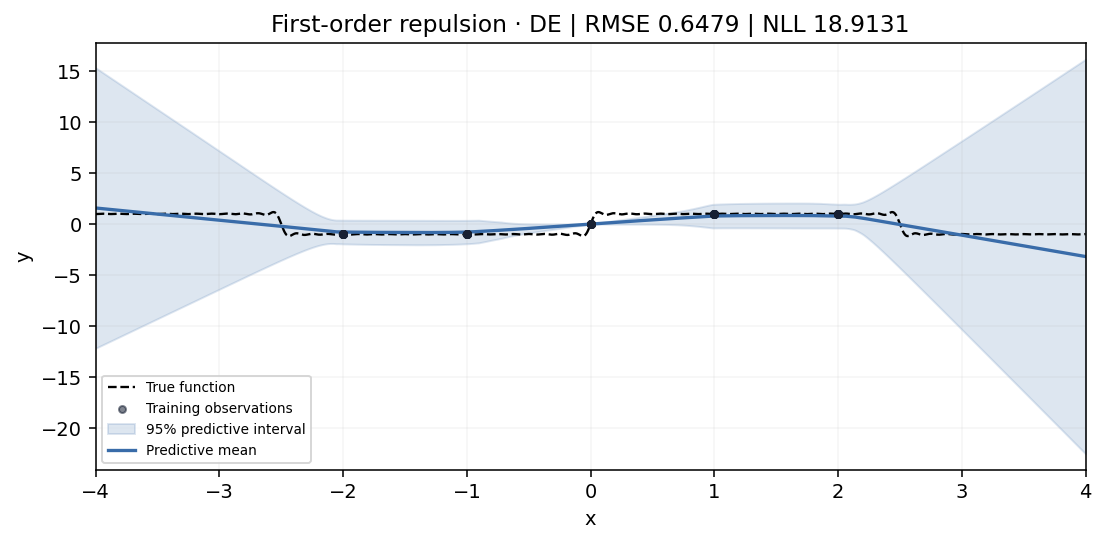 First-order repulsion · DE | RMSE 0.6479 | NLL 18.9131
y
15
10
5
0
−5
−10
−15
−20
True function
Training observations
95% predictive interval
Predictive mean
−4
−3
−2
−1
0
1
2
3
4
x